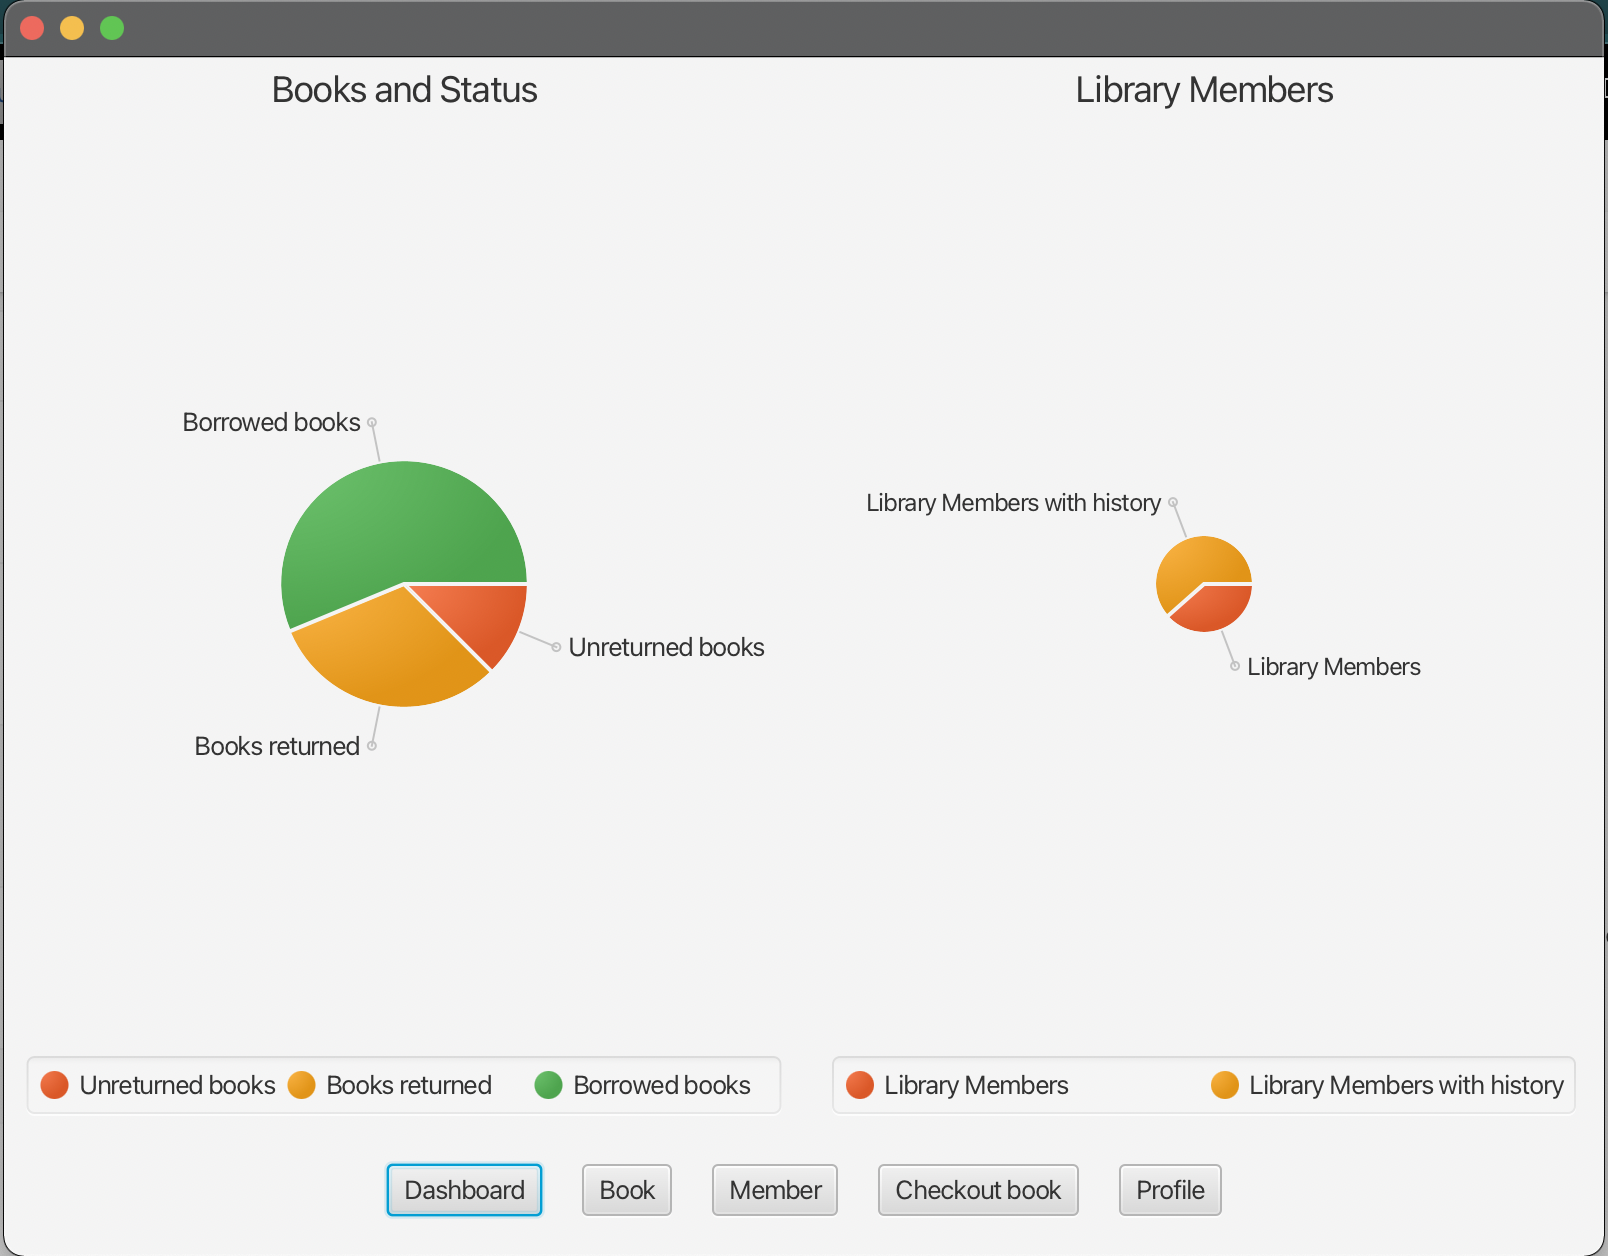 Books and Status
Library Members
Borrowed books
Unreturned books
Books returned
Library Members with history
Library Members
Unreturned books
Books returned
Borrowed books
Library Members
Library Members with history
Dashboard
Book
Member
Checkout book
Profile